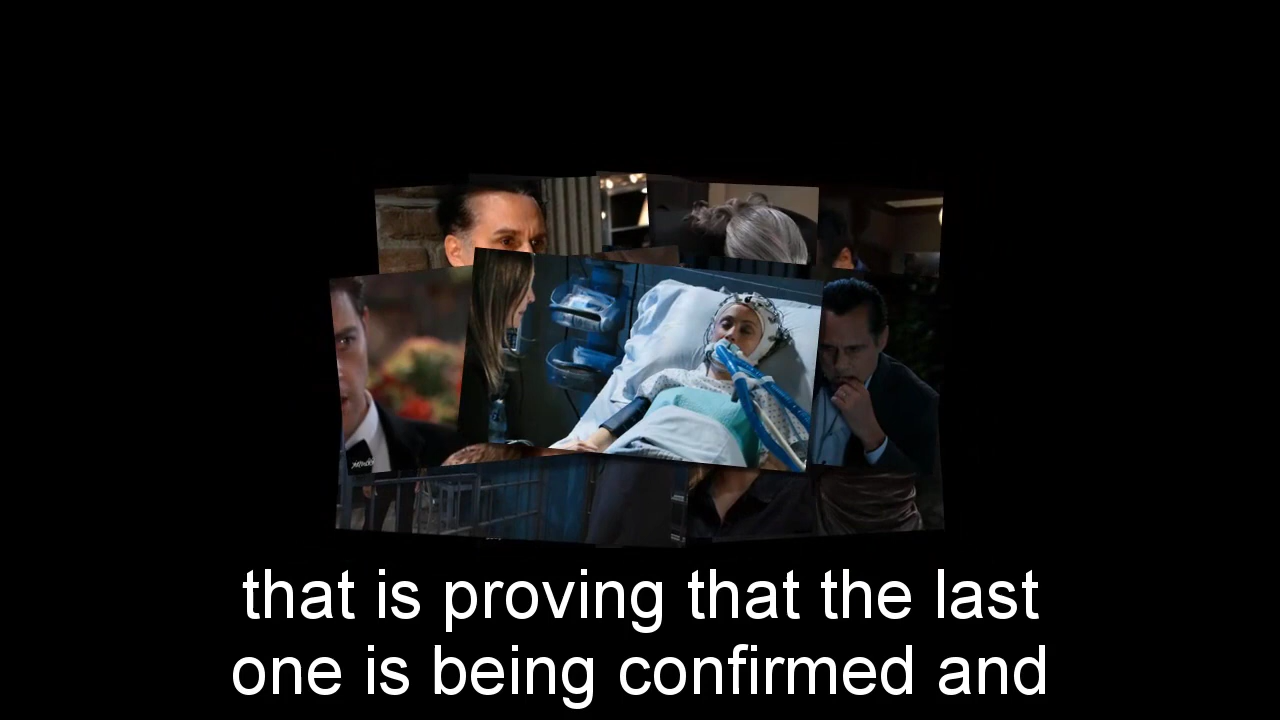 that is proving that the last
one is being confirmed and